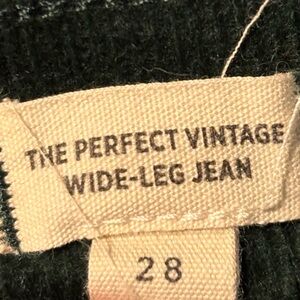 THE PERFECT VINTAGE
WIDE-LEG JEAN
28